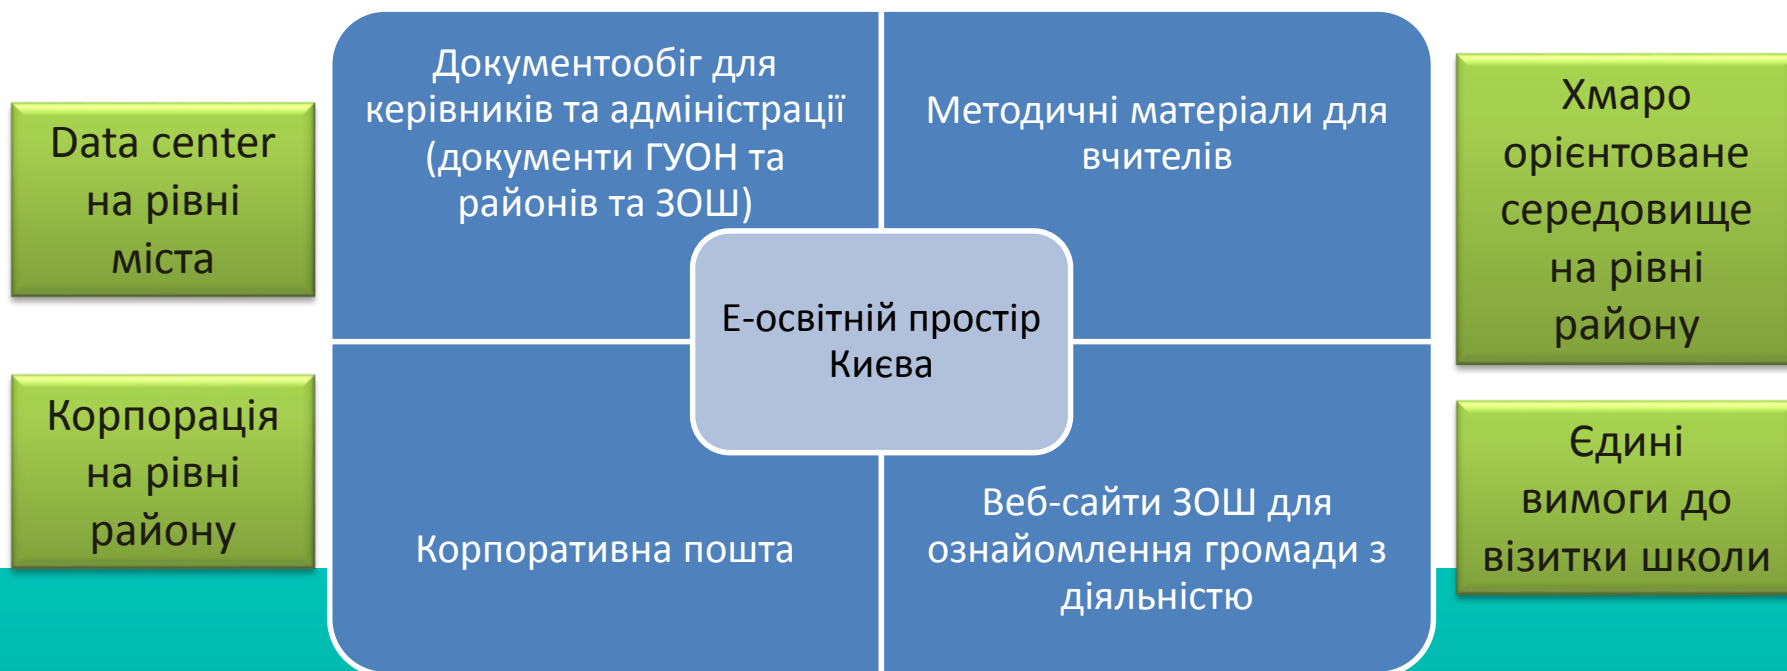 Data center
на рівні
міста
Корпорація
на рівні
району
Документообіг для
керівників та адміністрації
(документи ГУОН та
районів та ЗОШ)
Методичні матеріали для
вчителів
Е-освітній простір
Києва
Корпоративна пошта
Веб-сайти ЗОШ для
ознайомлення громади з
діяльністю
Хмаро
орієнтоване
середовище
на рівні
району
Єдині
вимоги до
візитки школи